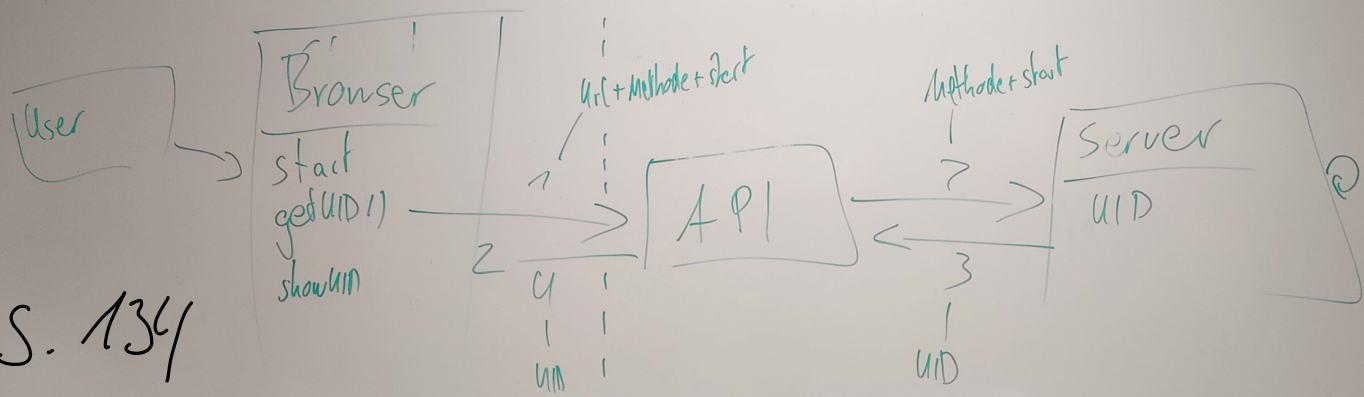 User
Browser
start
getUID()
showUID
Url+Methode+start
1
2
4
UID
API
Methode+start
?
3
UID
Server
UID
S. 134